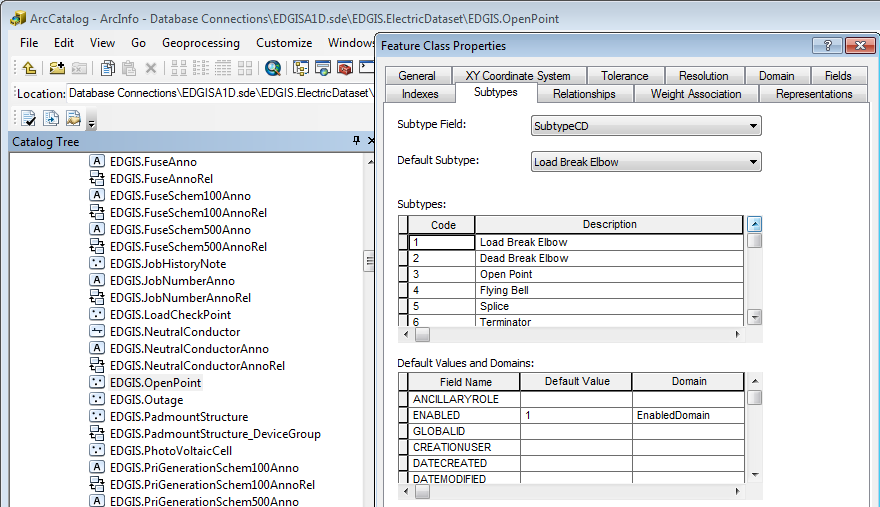 ArcCatalog - ArcInfo - Database Connections\EDGISA1D.sde\EDGIS.ElectricDataset\EDGIS.OpenPoint
File Edit View Go Geoprocessing Customize Windows
Location: Database Connections\EDGISA1D.sde\EDGIS.ElectricDataset\
Catalog Tree
A EDGIS.FuseAnno
EDGIS.FuseAnnoRel
A EDGIS.FuseSchem100Anno
EDGIS.FuseSchem100AnnoRel
A EDGIS.FuseSchem500Anno
EDGIS.FuseSchem500AnnoRel
EDGIS.JobHistoryNote
A EDGIS.JobNumberAnno
EDGIS.JobNumberAnnoRel
EDGIS.LoadCheckPoint
EDGIS.NeutralConductor
A EDGIS.NeutralConductorAnno
EDGIS.NeutralConductorAnnoRel
EDGIS.OpenPoint
EDGIS.Outage
EDGIS.PadmountStructure
EDGIS.PadmountStructure_DeviceGroup
EDGIS.PhotoVoltaicCell
A EDGIS.PriGenerationSchem100Anno
EDGIS.PriGenerationSchem100AnnoRel
A EDGIS.PriGenerationSchem500Anno
Feature Class Properties
General XY Coordinate System Tolerance Resolution Domain Fields
Indexes Subtypes Relationships Weight Association Representations
Subtype Field: SubtypeCD
Default Subtype: Load Break Elbow
Subtypes:
Code Description
1 Load Break Elbow
2 Dead Break Elbow
3 Open Point
4 Flying Bell
5 Splice
6 Terminator
Default Values and Domains:
Field Name Default Value Domain
ANCILLARYROLE
ENABLED 1 EnabledDomain
GLOBALID
CREATIONUSER
DATECREATED
DATEMODIFIED